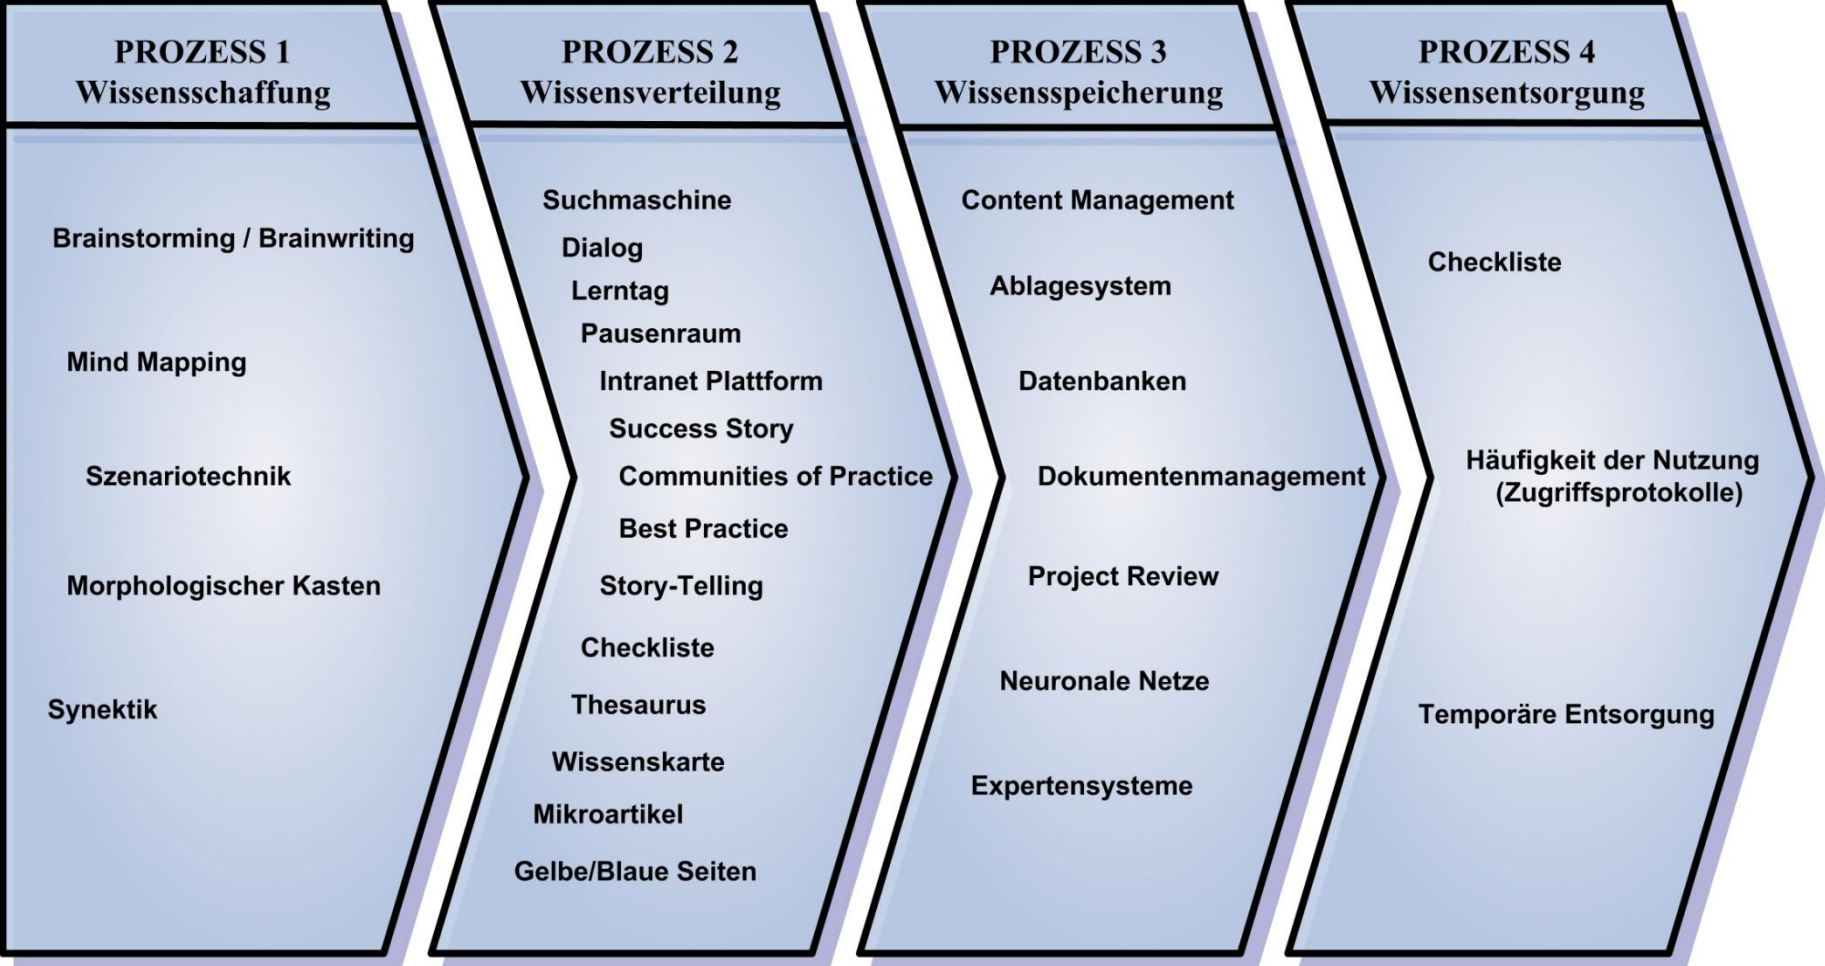 PROZESS 1
Wissensschaffung
Brainstorming / Brainwriting
Mind Mapping
Szenariotechnik
Morphologischer Kasten
Synektik
PROZESS 2
Wissensverteilung
Suchmaschine
Dialog
Lerntag
Pausenraum
Intranet Plattform
Success Story
Communities of Practice
Best Practice
Story-Telling
Checkliste
Thesaurus
Wissenskarte
Mikroartikel
Gelbe/Blaue Seiten
PROZESS 3
Wissensspeicherung
Content Management
Ablagesystem
Datenbanken
Dokumentenmanagement
Project Review
Neuronale Netze
Expertensysteme
PROZESS 4
Wissensentsorgung
Checkliste
Häufigkeit der Nutzung
(Zugriffsprotokolle)
Temporäre Entsorgung